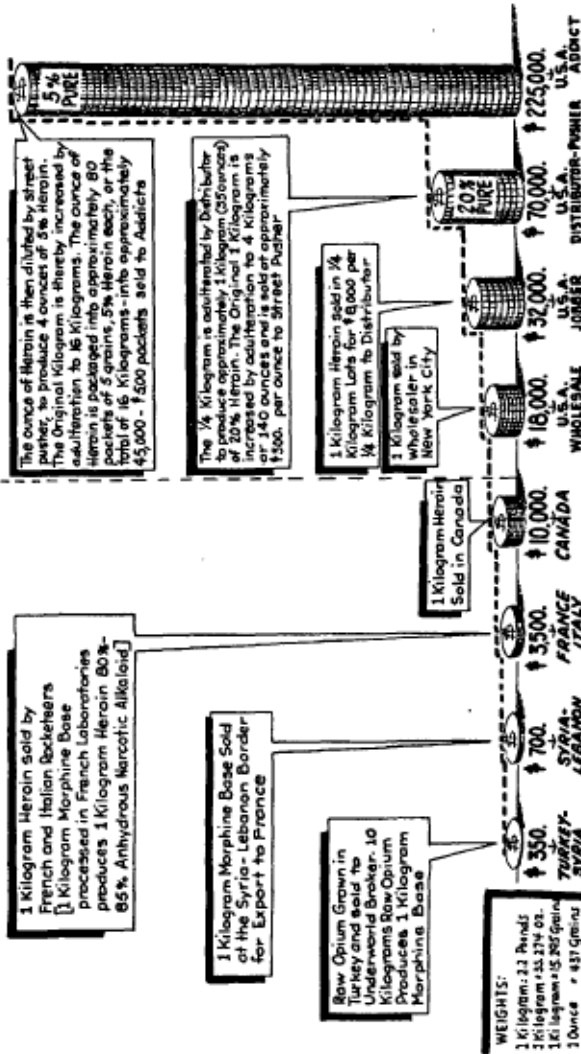 1 Kilogram Heroin sold by
French and Italian Racketeers
[1 Kilogram Morphine Base
processed in French Laboratories
produces 1 Kilogram Heroin 80%-
85% Anhydrous Narcotic Alkaloid]
1 Kilogram Morphine Base Sold
at the Syria-Lebanon Border
for Export to France
Raw Opium Grown in
Turkey and sold to
Underworld Broker. 10
Kilograms Raw Opium
Produces 1 Kilogram
Morphine Base
The ounce of Heroin is then diluted by street
pusher, to produce 4 ounces of 5% Heroin.
The Original Kilogram is thereby increased by
adulteration to 16 Kilograms. The ounce of
Heroin is packaged into approximately 80
packets of 5 grains, 5% Heroin each, or the
total of 16 Kilograms-into approximately
45,000 - $5.00 packets sold to Addicts
The 1/4 Kilogram is adulterated by Distributor
to produce approximately 1 Kilogram (35 ounces)
of 20% Heroin. The Original 1 Kilogram is
increased by adulteration to 4 Kilograms
or 140 ounces and is sold at approximately
$500. per ounce to Street Pusher
1 Kilogram Heroin Sold in 1/4
Kilogram Lots for $8,000 per
1/4 Kilogram to Distributor
1 Kilogram sold by
wholesaler in
New York City
1 Kilogram Heroin
Sold in Canada
5%
PURE
20%
PURE
$350.
TURKEY-
SYRIA
$700.
SYRIA-
LEBANON
$3,500.
FRANCE
ITALY
$10,000.
CANADA
$18,000.
U.S.A.
WHOLESALE
$32,000.
U.S.A.
JOBBER
$70,000.
U.S.A.
DISTRIBUTOR-PUSHER
$225,000.
U.S.A.
ADDICT
WEIGHTS:
1 Kilogram = 2.2 Pounds
1 Kilogram = 35.274 oz.
1 Kilogram = Grains
1 Ounce = 437 Grains